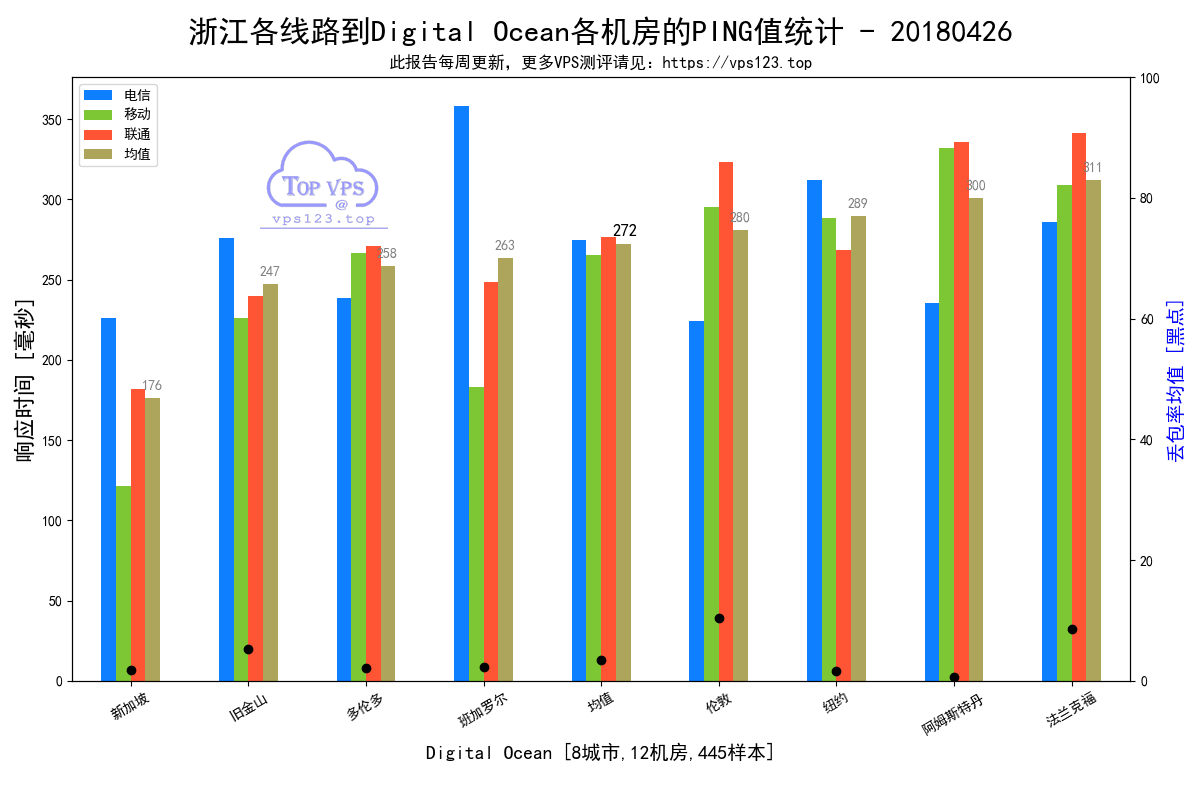 浙江各线路到Digital Ocean各机房的PING值统计 - 20180426
此报告每周更新，更多VPS测评请见：https://vps123.top
电信
移动
联通
均值
TOP VPS
@
vps123.top
响应时间 [毫秒]
350
300
250
200
150
100
50
0
176
247
258
263
272
280
289
300
311
100
80
60
40
20
0
丢包率均值 [黑点]
新加坡
旧金山
多伦多
班加罗尔
均值
伦敦
纽约
阿姆斯特丹
法兰克福
Digital Ocean [8城市,12机房,445样本]